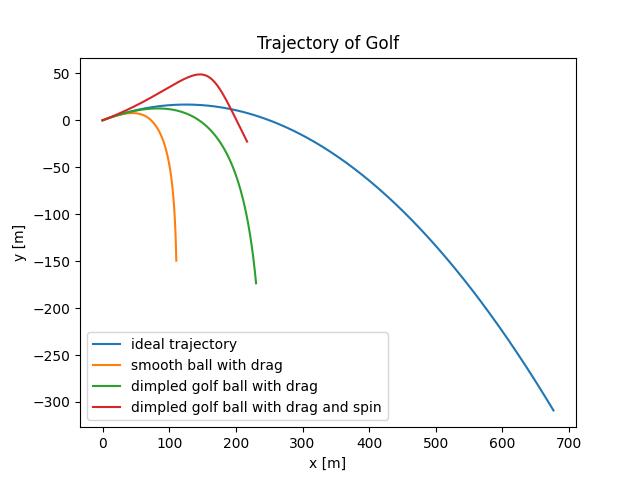 Trajectory of Golf
50
0
−50
−100
−150
−200
−250
−300
y [m]
ideal trajectory
smooth ball with drag
dimpled golf ball with drag
dimpled golf ball with drag and spin
0 100 200 300 400 500 600 700
x [m]